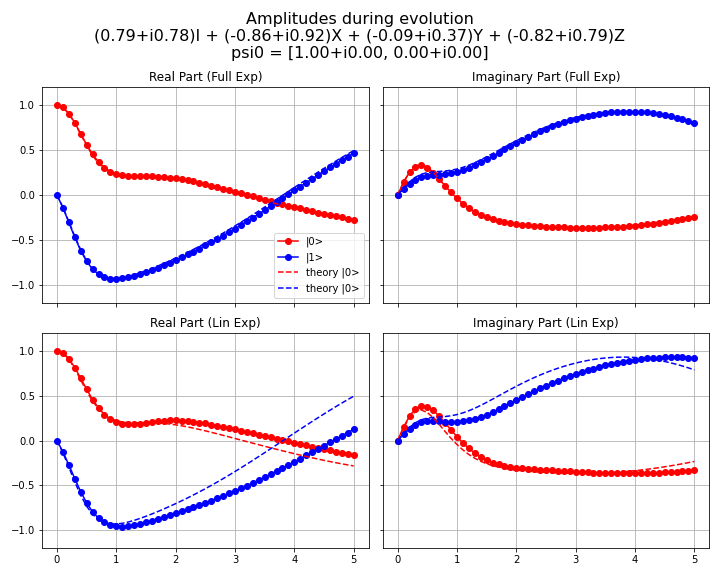 Amplitudes during evolution
(0.79+i0.78)I + (-0.86+i0.92)X + (-0.09+i0.37)Y + (-0.82+i0.79)Z
psi0 = [1.00+i0.00, 0.00+i0.00]
Real Part (Full Exp)
Imaginary Part (Full Exp)
1.0
0.5
0.0
-0.5
-1.0
|0>
|1>
theory |0>
theory |0>
Real Part (Lin Exp)
Imaginary Part (Lin Exp)
1.0
0.5
0.0
-0.5
-1.0
0 1 2 3 4 5
0 1 2 3 4 5